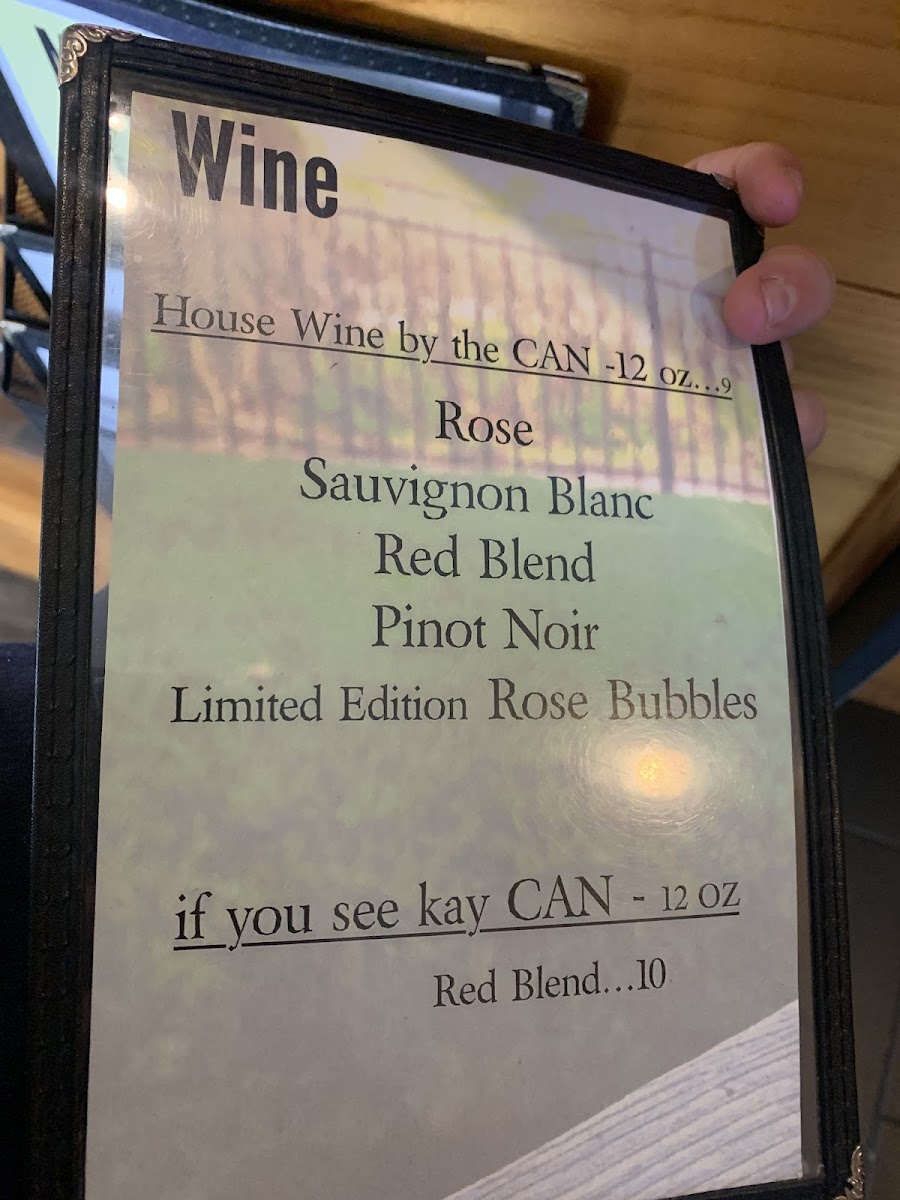 Wine
House Wine by the CAN -12 oz...9
Rose
Sauvignon Blanc
Red Blend
Pinot Noir
Limited Edition Rose Bubbles
if you see kay CAN - 12 OZ
Red Blend...10